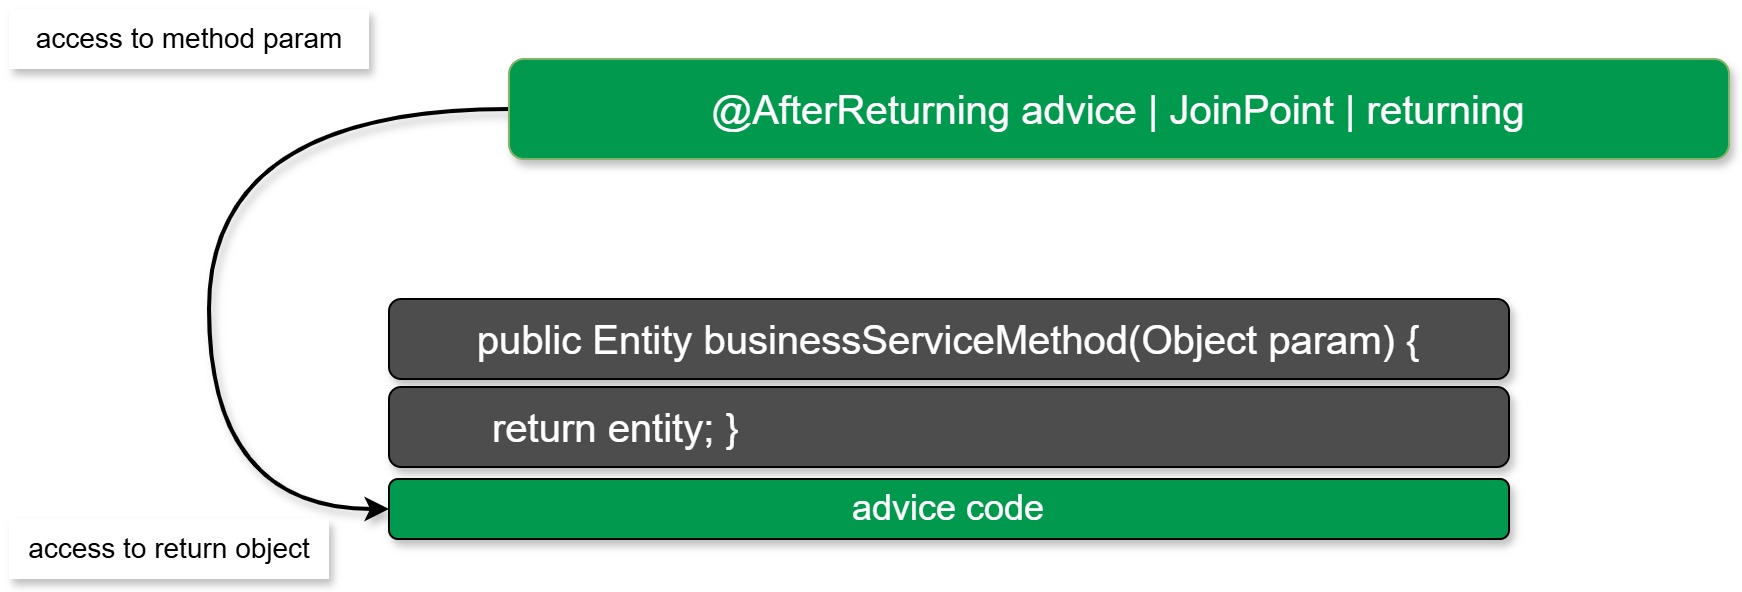 access to method param
@AfterReturning advice | JoinPoint | returning
public Entity businessServiceMethod(Object param) {
return entity; }
advice code
access to return object